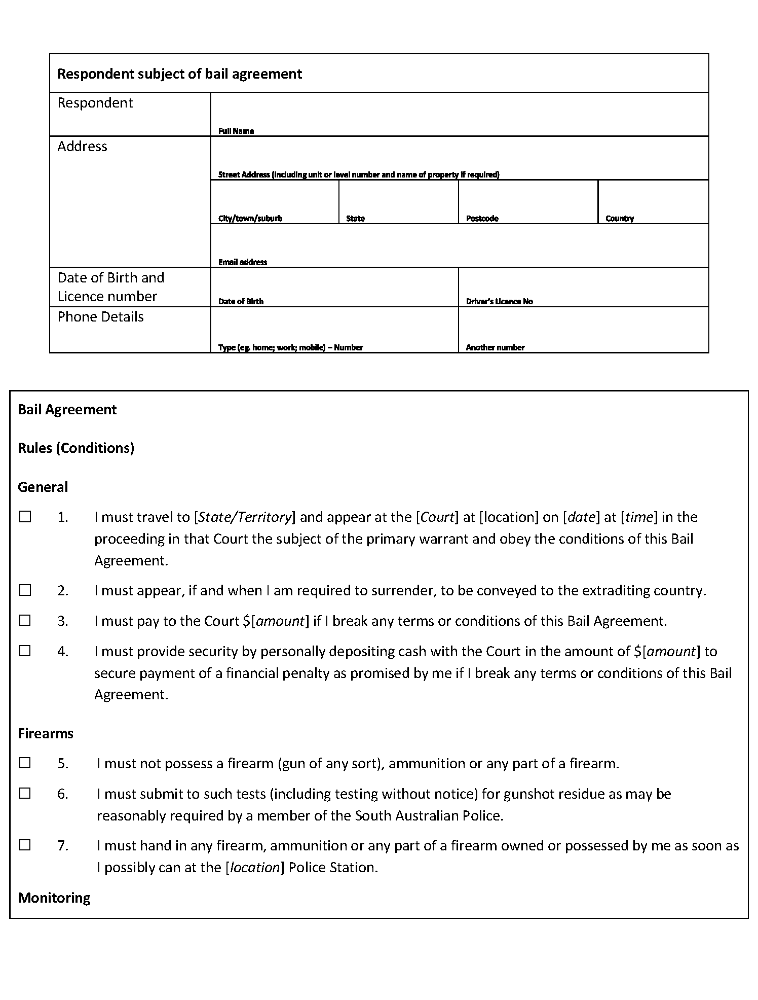 Respondent subject of bail agreement
Respondent
Full Name
Address
Street Address (including unit or level number and name of property if required)
City/town/suburb State Postcode Country
Email address
Date of Birth and
Licence number
Date of Birth Driver's Licence No
Phone Details
Type (eg. home; work; mobile) – Number Another number
Bail Agreement
Rules (Conditions)
General
☐ 1. I must travel to [State/Territory] and appear at the [Court] at [location] on [date] at [time] in the
proceeding in that Court the subject of the primary warrant and obey the conditions of this Bail
Agreement.
☐ 2. I must appear, if and when I am required to surrender, to be conveyed to the extraditing country.
☐ 3. I must pay to the Court $[amount] if I break any terms or conditions of this Bail Agreement.
☐ 4. I must provide security by personally depositing cash with the Court in the amount of $[amount] to
secure payment of a financial penalty as promised by me if I break any terms or conditions of this Bail
Agreement.
Firearms
☐ 5. I must not possess a firearm (gun of any sort), ammunition or any part of a firearm.
☐ 6. I must submit to such tests (including testing without notice) for gunshot residue as may be
reasonably required by a member of the South Australian Police.
☐ 7. I must hand in any firearm, ammunition or any part of a firearm owned or possessed by me as soon as
I possibly can at the [location] Police Station.
Monitoring